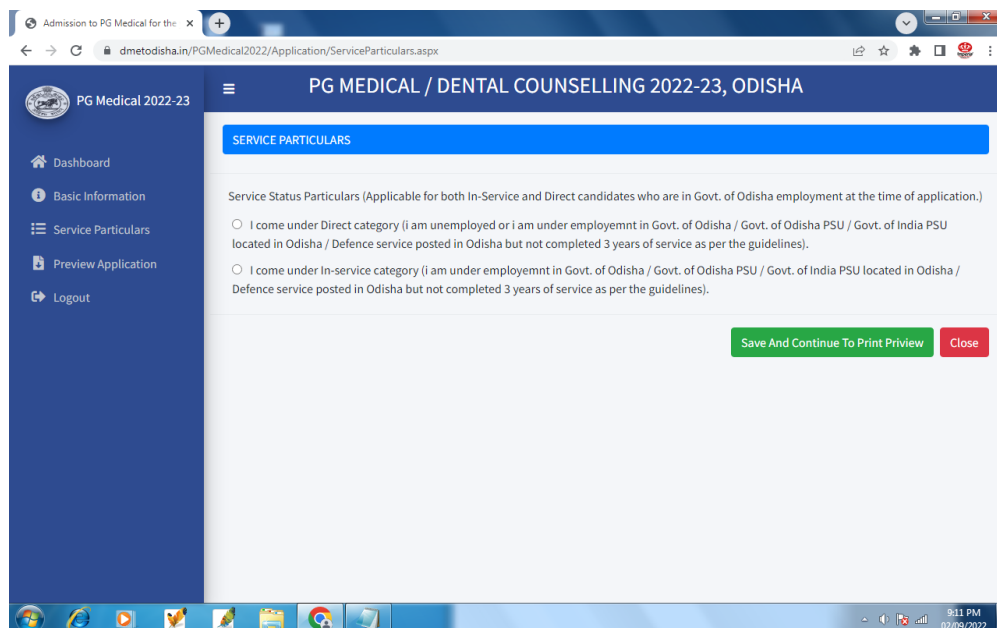 Admission to PG Medical for the
dmetodisha.in/PGMedical2022/Application/ServiceParticulars.aspx
PG Medical 2022-23
PG MEDICAL / DENTAL COUNSELLING 2022-23, ODISHA
SERVICE PARTICULARS
Dashboard
Basic Information
Service Particulars
Preview Application
Logout
Service Status Particulars (Applicable for both In-Service and Direct candidates who are in Govt. of Odisha employment at the time of application.)
I come under Direct category (i am unemployed or i am under employemnt in Govt. of Odisha / Govt. of Odisha PSU / Govt. of India PSU
located in Odisha / Defence service posted in Odisha but not completed 3 years of service as per the guidelines).
I come under In-service category (i am under employemnt in Govt. of Odisha / Govt. of Odisha PSU / Govt. of India PSU located in Odisha /
Defence service posted in Odisha but not completed 3 years of service as per the guidelines).
Save And Continue To Print Priview
Close
9:11 PM
02/09/2022